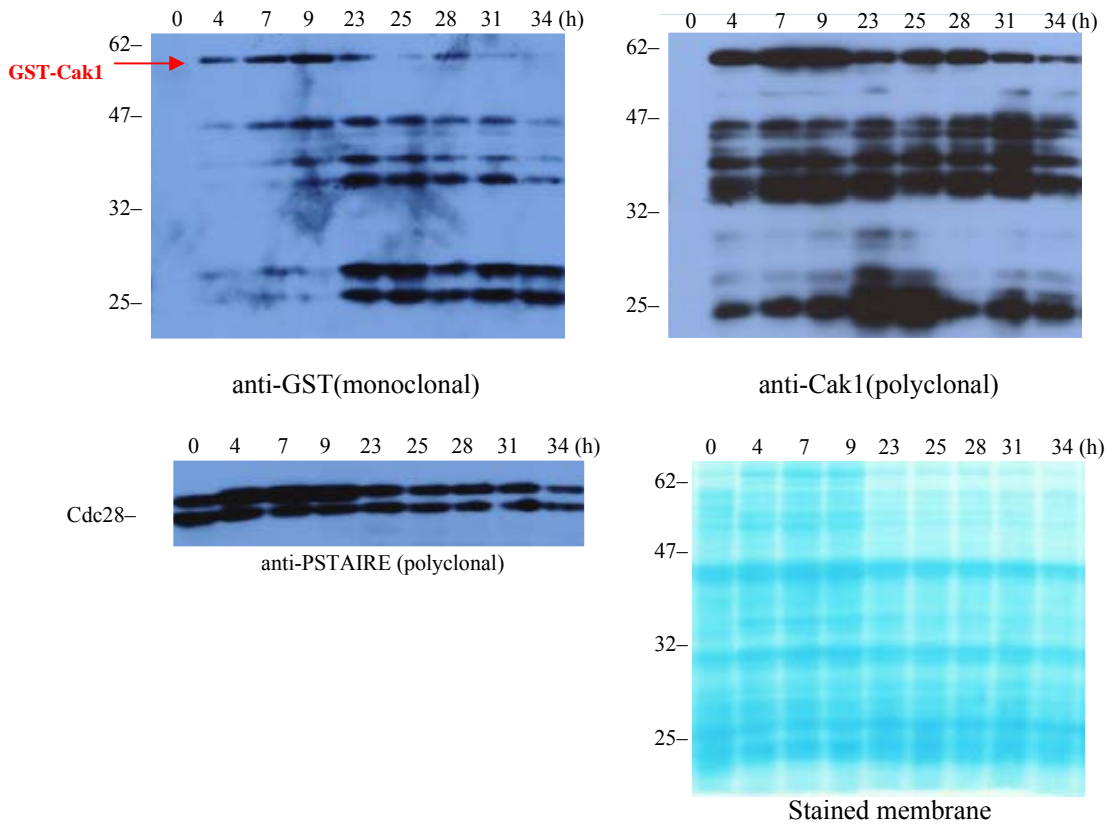 0 4 7 9 23 25 28 31 34 (h)
62–
GST-Cak1
47–
32–
25–
anti-GST(monoclonal)
0 4 7 9 23 25 28 31 34 (h)
62–
47–
32–
25–
anti-Cak1(polyclonal)
0 4 7 9 23 25 28 31 34 (h)
Cdc28–
anti-PSTAIRE (polyclonal)
0 4 7 9 23 25 28 31 34 (h)
62–
47–
32–
25–
Stained membrane